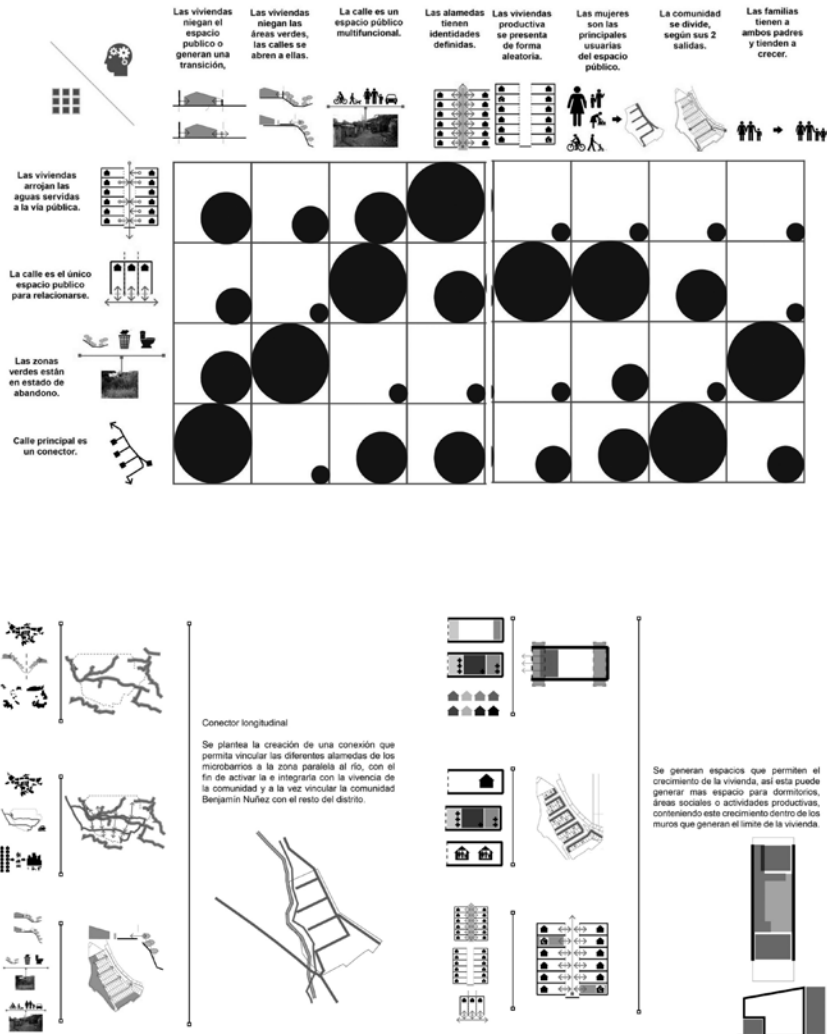 Las viviendas
niegan el
espacio
publico o
generan una
transición,
Las viviendas
niegan las
áreas verdes,
las calles se
abren a ellas.
La calle es un
espacio público
multifuncional.
Las alamedas
tienen
identidades
definidas.
Las viviendas
productiva
se presenta
de forma
aleatoria.
Las mujeres
son las
principales
usuarias
del espacio
público.
La comunidad
se divide,
según sus 2
salidas.
Las familias
tienen a
ambos padres
y tienden a
crecer.
Las viviendas
arrojan las
aguas servidas
a la vía pública.
La calle es el único
espacio publico
para relacionarse.
Las zonas
verdes están
en estado de
abandono.
Calle principal es
un conector.
Conector longitudinal
Se plantea la creación de una conexión que
permita vincular las diferentes alamedas de los
microbarrios a la zona paralela al río, con el
fin de activar la e integrarla con la vivencia de
la comunidad y a la vez vincular la comunidad
Benjamín Nuñez con el resto del distrito.
Se generan espacios que permiten el
crecimiento de la vivienda, así esta puede
generar mas espacio para dormitorios,
áreas sociales o actividades productivas,
conteniendo este crecimiento dentro de los
muros que generan el limite de la vivienda.